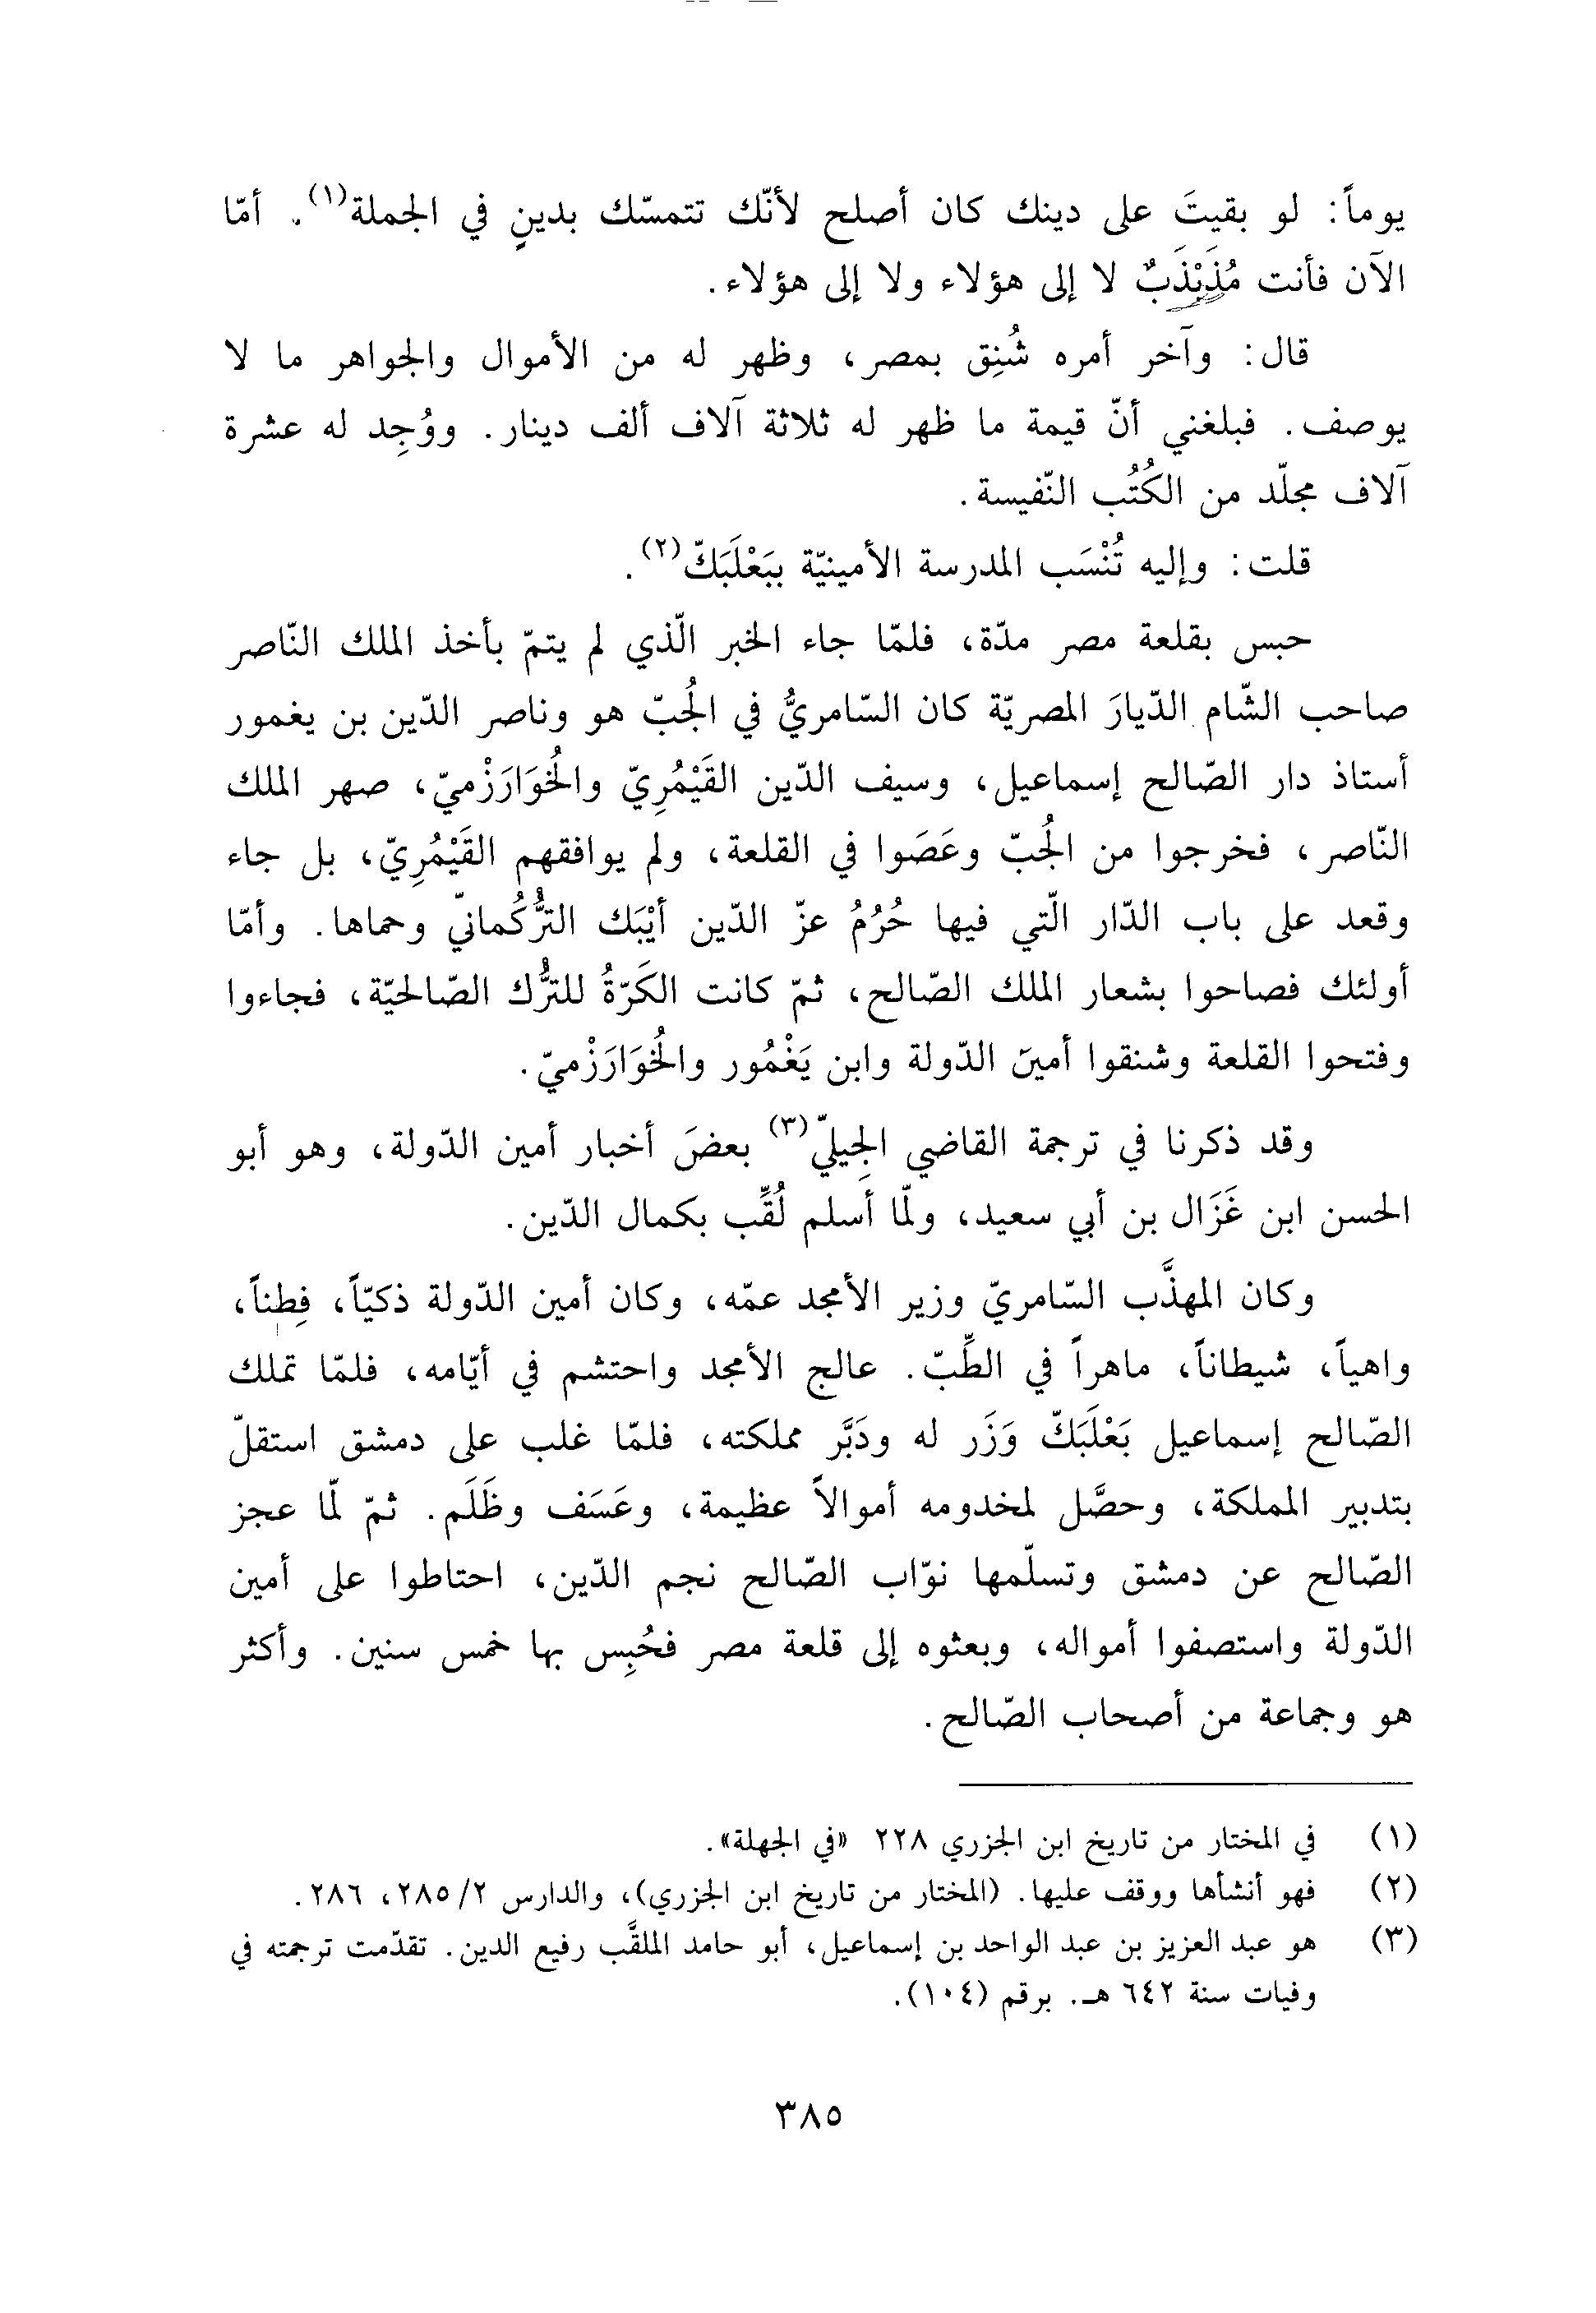 يوماً: لو بقيتَ على دينك كان أصلح لأنّك تتمسّك بدينٍ في الجملة(١). أمّا
الآن فأنت مُذَبْذَبٌ لا إلى هؤلاء ولا إلى هؤلاء.
قال: وآخر أمره شُنِق بمصر، وظهر له من الأموال والجواهر ما لا
يوصف. فبلغني أنّ قيمة ما ظهر له ثلاثة آلاف ألف دينار. ووُجِد له عشرة
آلاف مجلّد من الكُتُب النّفيسة.
قلت: وإليه تُنْسَب المدرسة الأمينيّة ببَعْلَبَكّ(٢).
حبس بقلعة مصر مدّة، فلمّا جاء الخبر الّذي لم يتمّ بأخذ الملك النّاصر
صاحب الشّام الدّيارَ المصريّة كان السّامريُّ في الجُبّ هو وناصر الدّين بن يغمور
أستاذ دار الصّالح إسماعيل، وسيف الدّين القَيْمُرِيّ والخُوَارَزْميّ، صهر الملك
النّاصر، فخرجوا من الجُبّ وعَصَوا في القلعة، ولم يوافقهم القَيْمُرِيّ، بل جاء
وقعد على باب الدّار الّتي فيها حُرُمُ عزّ الدّين أيْبَك التُّرْكُمانيّ وحماها. وأمّا
أولئك فصاحوا بشعار الملك الصّالح، ثمّ كانت الكَرّةُ للتُّرْك الصّالحيّة، فجاءوا
وفتحوا القلعة وشنقوا أمينَ الدّولة وابن يَغْمُور والخُوَارَزْميّ.
وقد ذكرنا في ترجمة القاضي الجِيليّ(٣) بعضَ أخبار أمين الدّولة، وهو أبو
الحسن ابن غَزَال بن أبي سعيد، ولمّا أسلم لُقِّب بكمال الدّين.
وكان المهذَّب السّامريّ وزير الأمجد عمّه، وكان أمين الدّولة ذكيّاً، فِطِناً،
واهياً، شيطاناً، ماهراً في الطِّبّ. عالج الأمجد واحتشم في أيّامه، فلمّا تملك
الصّالح إسماعيل بَعْلَبَكّ وَزَر له ودَبَّر مملكته، فلمّا غلب على دمشق استقلّ
بتدبير المملكة، وحصَّل لمخدومه أموالاً عظيمة، وعَسَف وظَلَم. ثمّ لمّا عجز
الصّالح عن دمشق وتسلّمها نوّاب الصّالح نجم الدّين، احتاطوا على أمين
الدّولة واستصفوا أمواله، وبعثوه إلى قلعة مصر فحُبِس بها خمس سنين. وأكثر
هو وجماعة من أصحاب الصّالح.
(١) في المختار من تاريخ ابن الجزري ٢٢٨ «في الجهلة».
(٢) فهو أنشأها ووقف عليها. (المختار من تاريخ ابن الجزري)، والدارس ٢/٢٨٥، ٢٨٦.
(٣) هو عبد العزيز بن عبد الواحد بن إسماعيل، أبو حامد الملقَّب رفيع الدين. تقدّمت ترجمته في
وفيات سنة ٦٤٢ هـ. برقم (١٠٤).
٣٨٥